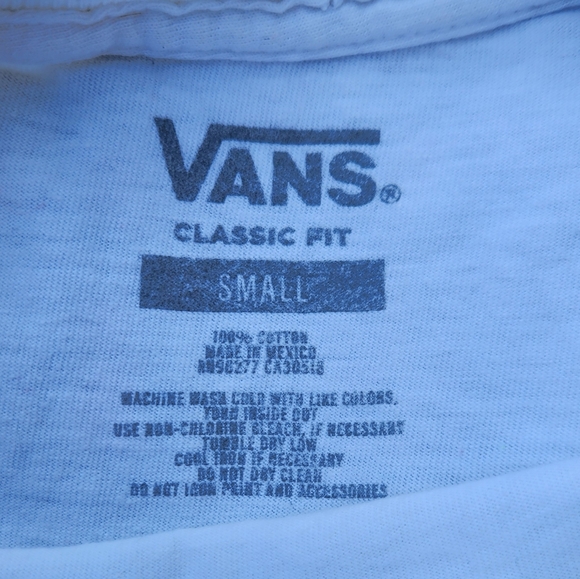 VANS®
CLASSIC FIT
SMALL
100% COTTON
MADE IN MEXICO
RN96277 CA30518
MACHINE WASH COLD WITH LIKE COLORS.
TURN INSIDE OUT
USE NON-CHLORINE BLEACH, IF NECESSARY
TUMBLE DRY LOW
COOL IRON IF NECESSARY
DO NOT DRY CLEAN
DO NOT IRON PRINT AND ACCESSORIES